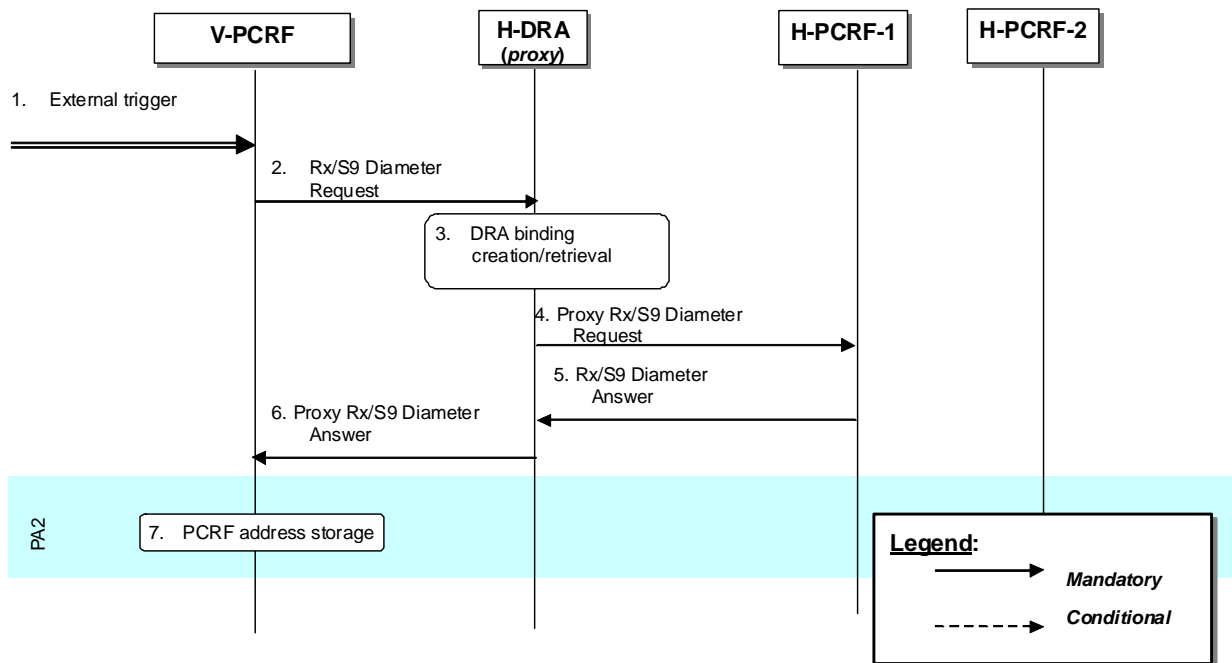 V-PCRF
H-DRA
(proxy)
H-PCRF-1
H-PCRF-2
1. External trigger
2. Rx/S9 Diameter
Request
3. DRA binding
creation/retrieval
4. Proxy Rx/S9 Diameter
Request
5. Rx/S9 Diameter
Answer
6. Proxy Rx/S9 Diameter
Answer
PA2
7. PCRF address storage
Legend:
Mandatory
Conditional